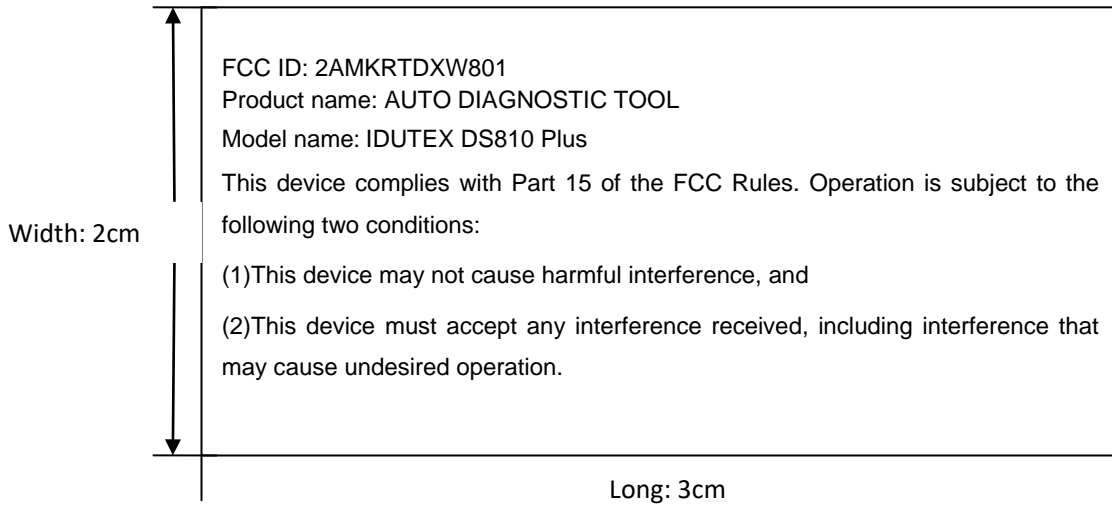 FCC ID: 2AMKRTDXW801
Product name: AUTO DIAGNOSTIC TOOL
Model name: IDUTEX DS810 Plus
This device complies with Part 15 of the FCC Rules. Operation is subject to the
following two conditions:
(1)This device may not cause harmful interference, and
(2)This device must accept any interference received, including interference that
may cause undesired operation.
Width: 2cm
Long: 3cm